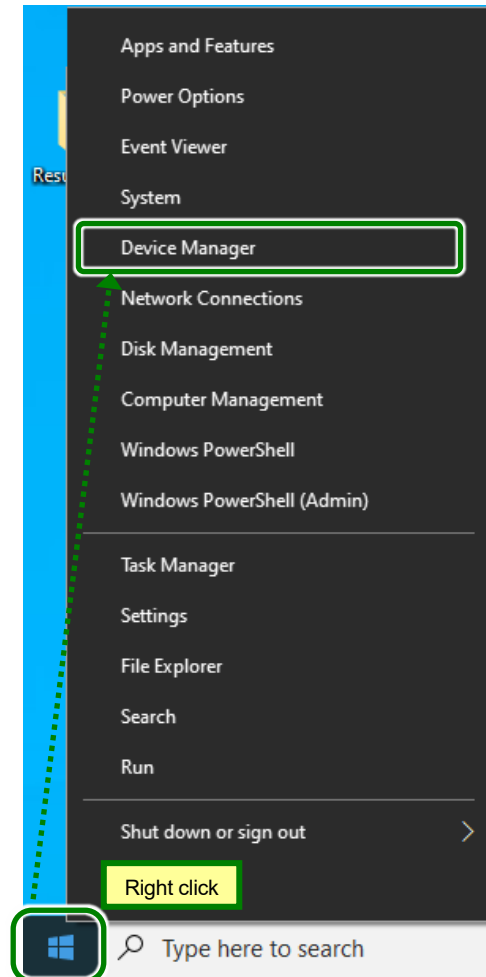 Apps and Features
Power Options
Event Viewer
Resu
System
Device Manager
Network Connections
Disk Management
Computer Management
Windows PowerShell
Windows PowerShell (Admin)
Task Manager
Settings
File Explorer
Search
Run
Shut down or sign out
Right click
Type here to search